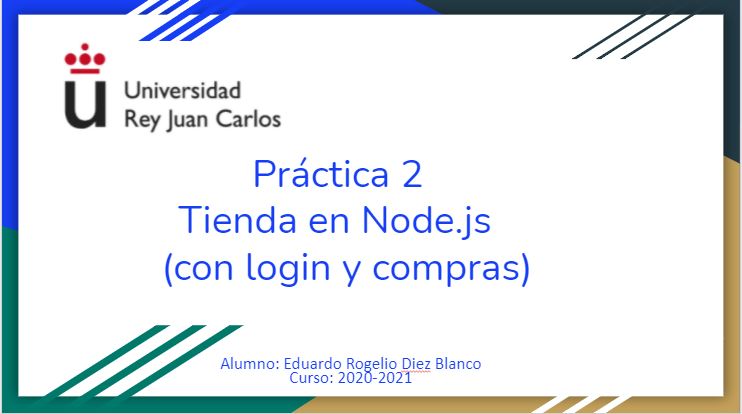 Universidad
Rey Juan Carlos
Práctica 2
Tienda en Node.js
(con login y compras)
Alumno: Eduardo Rogelio Diez Blanco
Curso: 2020-2021